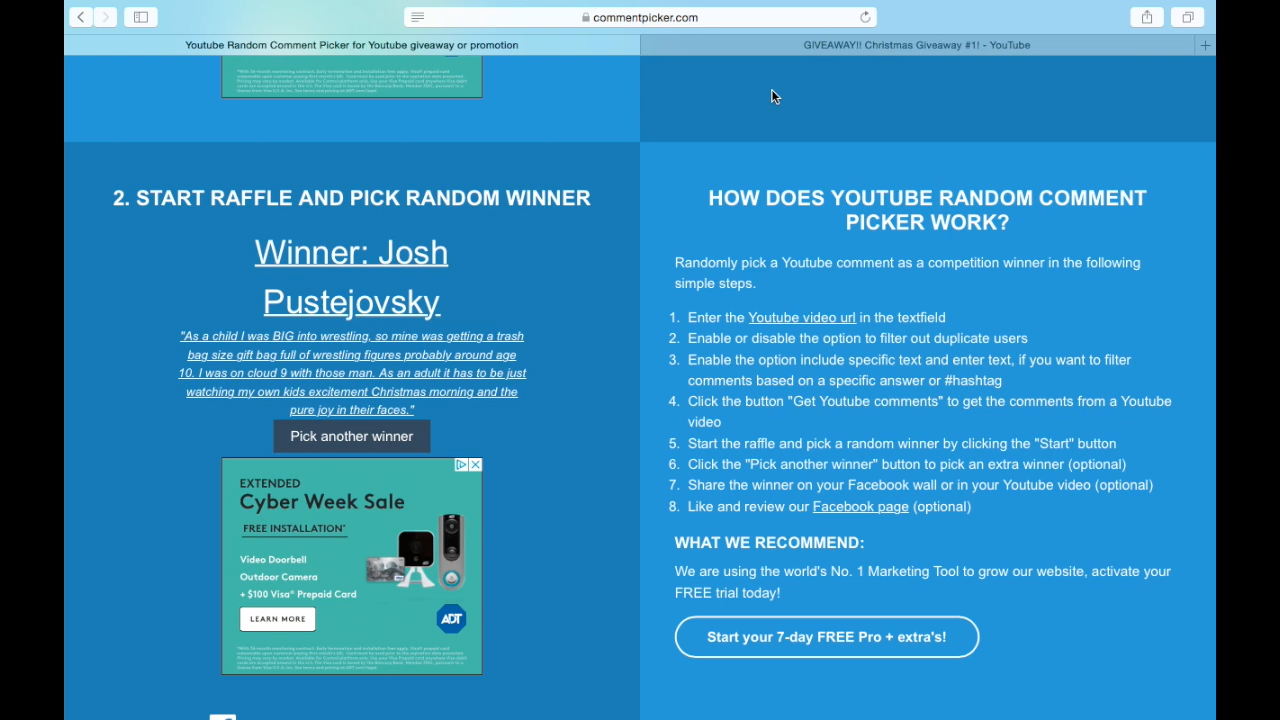 commentpicker.com
Youtube Random Comment Picker for Youtube giveaway or promotion
GIVEAWAY!! Christmas Giveaway #1! - YouTube
2. START RAFFLE AND PICK RANDOM WINNER
Winner: Josh
Pustejovsky
"As a child I was BIG into wrestling, so mine was getting a trash
bag size gift bag full of wrestling figures probably around age
10. I was on cloud 9 with those man. As an adult it has to be just
watching my own kids excitement Christmas morning and the
pure joy in their faces."
Pick another winner
EXTENDED
Cyber Week Sale
FREE INSTALLATION*
Video Doorbell
Outdoor Camera
+ $100 Visa® Prepaid Card
LEARN MORE
ADT
HOW DOES YOUTUBE RANDOM COMMENT
PICKER WORK?
Randomly pick a Youtube comment as a competition winner in the following
simple steps.
1. Enter the Youtube video url in the textfield
2. Enable or disable the option to filter out duplicate users
3. Enable the option include specific text and enter text, if you want to filter
comments based on a specific answer or #hashtag
4. Click the button "Get Youtube comments" to get the comments from a Youtube
video
5. Start the raffle and pick a random winner by clicking the "Start" button
6. Click the "Pick another winner" button to pick an extra winner (optional)
7. Share the winner on your Facebook wall or in your Youtube video (optional)
8. Like and review our Facebook page (optional)
WHAT WE RECOMMEND:
We are using the world's No. 1 Marketing Tool to grow our website, activate your
FREE trial today!
Start your 7-day FREE Pro + extra's!